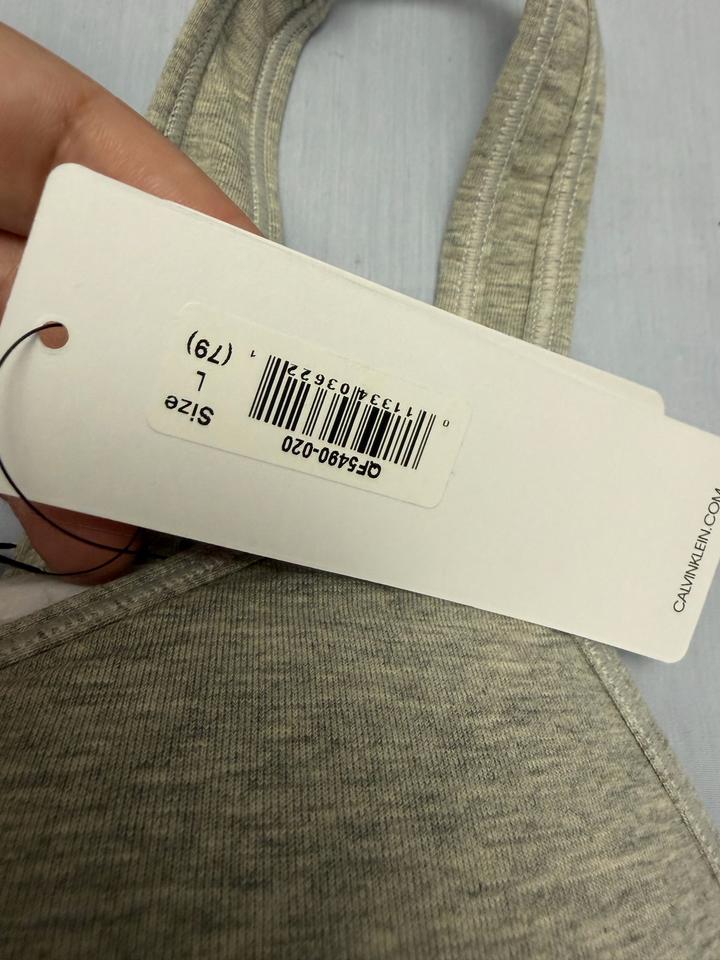 QF5490-020
0 11334 03622 1
Size
L
(79)
CALVINKLEIN.COM